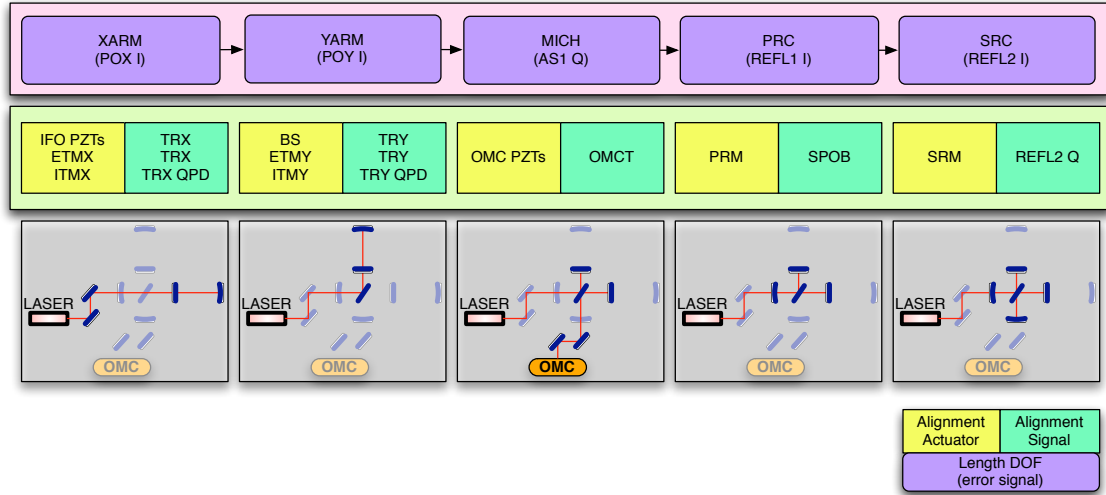 XARM
(POX I)
YARM
(POY I)
MICH
(AS1 Q)
PRC
(REFL1 I)
SRC
(REFL2 I)
IFO PZTs
ETMX
ITMX
TRX
TRX
TRX QPD
BS
ETMY
ITMY
TRY
TRY
TRY QPD
OMC PZTs
OMCT
PRM
SPOB
SRM
REFL2 Q
LASER
OMC
LASER
OMC
LASER
OMC
LASER
OMC
LASER
OMC
Alignment
Actuator
Alignment
Signal
Length DOF
(error signal)